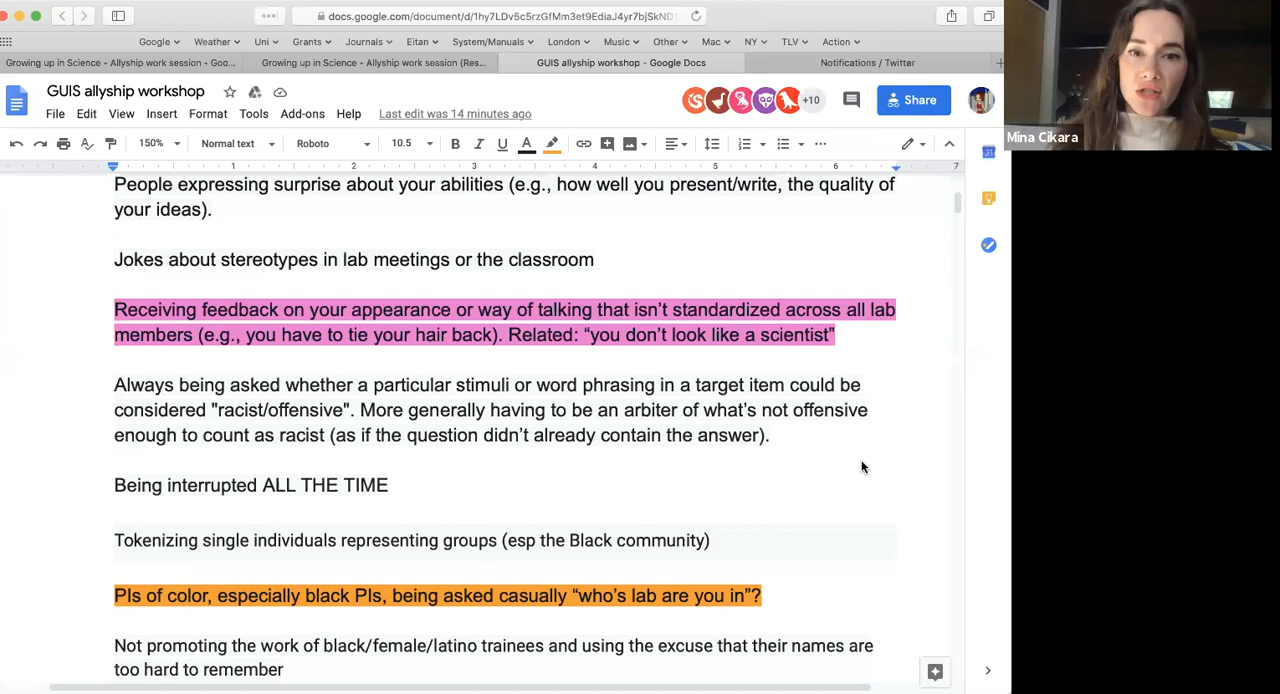 docs.google.com/document/d/1hy7LDv5c5rzGfMm3et9EdiaJ4yr7bjSkND1
Google Weather Uni Grants Journals Eitan System/Manuals London Music Other Mac NY TLV Action
Growing up in Science - Allyship work session - Goo... Growing up in Science - Allyship work session (Res... GUIS allyship workshop - Google Docs Notifications / Twitter
GUIS allyship workshop
+10
Share
File Edit View Insert Format Tools Add-ons Help Last edit was 14 minutes ago
150% Normal text Roboto 10.5 B I U A
1 2 3 4 5 6 7
31
Mina Cikara
People expressing surprise about your abilities (e.g., how well you present/write, the quality of
your ideas).
Jokes about stereotypes in lab meetings or the classroom
Receiving feedback on your appearance or way of talking that isn’t standardized across all lab
members (e.g., you have to tie your hair back). Related: “you don’t look like a scientist”
Always being asked whether a particular stimuli or word phrasing in a target item could be
considered "racist/offensive". More generally having to be an arbiter of what’s not offensive
enough to count as racist (as if the question didn’t already contain the answer).
Being interrupted ALL THE TIME
Tokenizing single individuals representing groups (esp the Black community)
PIs of color, especially black PIs, being asked casually “who’s lab are you in”?
Not promoting the work of black/female/latino trainees and using the excuse that their names are
too hard to remember